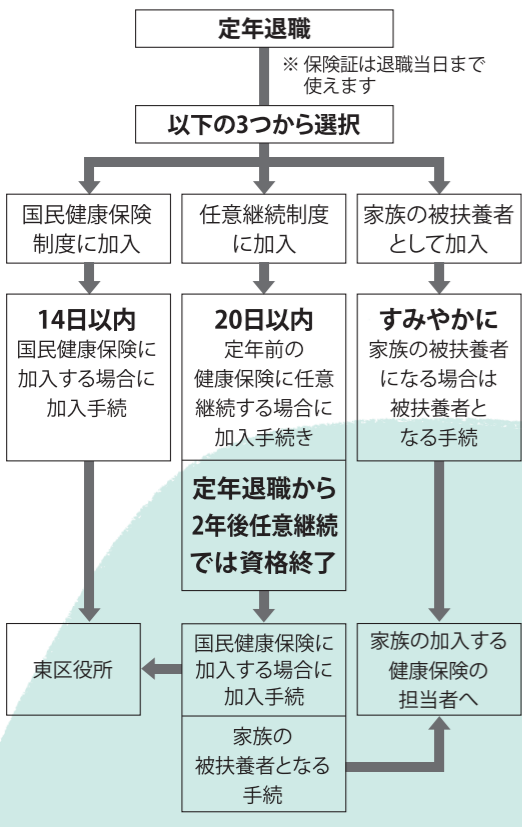 定年退職
※ 保険証は退職当日まで
使えます
以下の3つから選択
国民健康保険
制度に加入
任意継続制度
に加入
家族の被扶養者
として加入
14日以内
国民健康保険に
加入する場合に
加入手続
20日以内
定年前の
健康保険に任意
継続する場合に
加入手続き
すみやかに
家族の被扶養者
になる場合は
被扶養者と
なる手続
定年退職から
2年後任意継続
では資格終了
東区役所
国民健康保険に
加入する場合に
加入手続
家族の
被扶養者となる
手続
家族の加入する
健康保険の
担当者へ